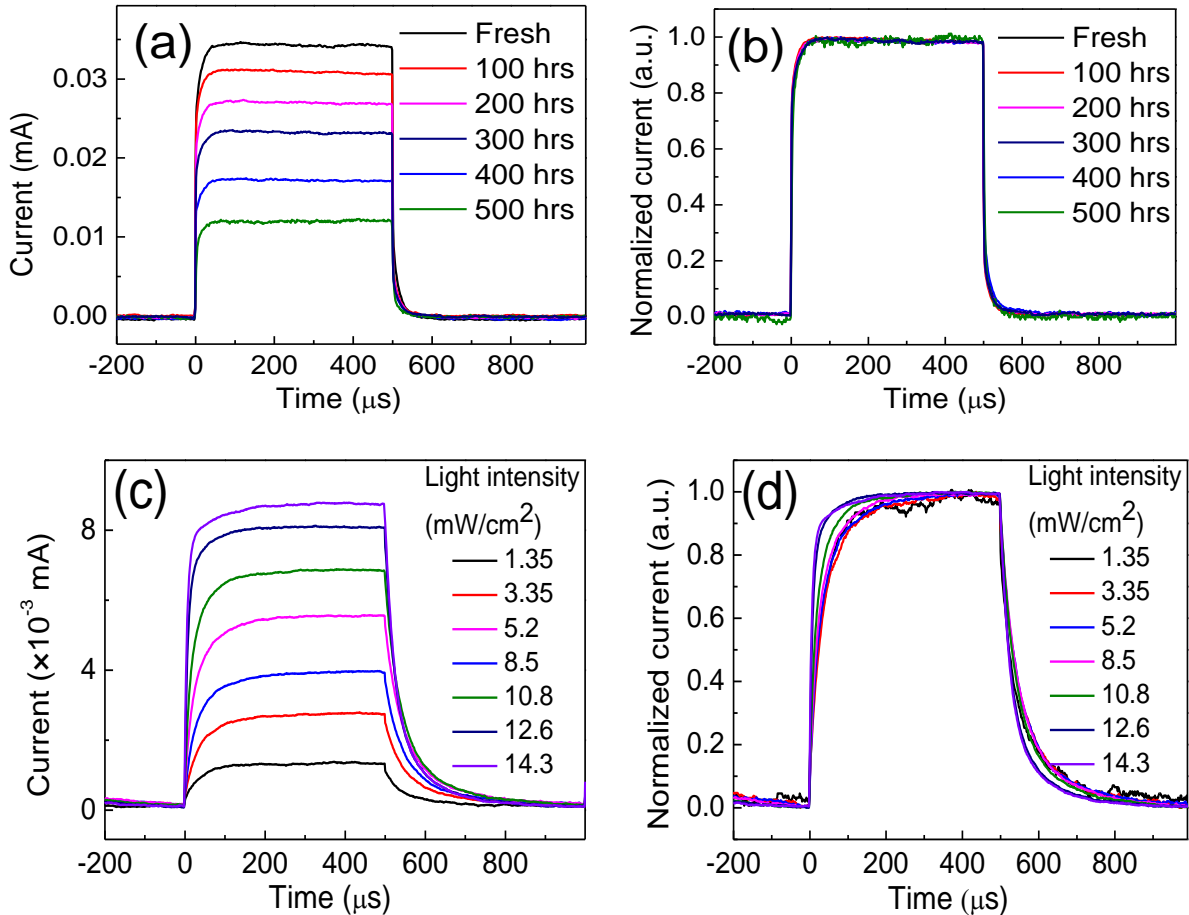 (a)
Fresh
100 hrs
200 hrs
300 hrs
400 hrs
500 hrs
0.03
0.02
0.01
0.00
Current (mA)
-200 0 200 400 600 800
Time (μs)
(b)
Fresh
100 hrs
200 hrs
300 hrs
400 hrs
500 hrs
1.0
0.8
0.6
0.4
0.2
0.0
Normalized current (a.u.)
-200 0 200 400 600 800
Time (μs)
(c)
Light intensity
(mW/cm²)
1.35
3.35
5.2
8.5
10.8
12.6
14.3
8
4
0
Current (×10⁻³ mA)
-200 0 200 400 600 800
Time (μs)
(d)
Light intensity
(mW/cm²)
1.35
3.35
5.2
8.5
10.8
12.6
14.3
1.0
0.8
0.6
0.4
0.2
0.0
Normalized current (a.u.)
-200 0 200 400 600 800
Time (μs)